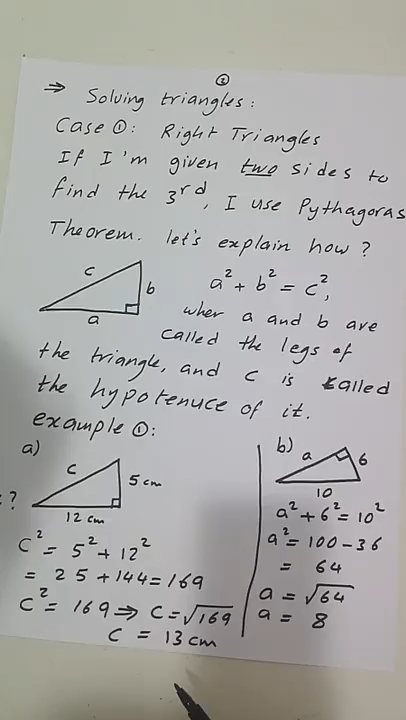 ②
⇒ Solving triangles:
Case ①: Right Triangles
If I'm given two sides to
find the 3rd, I use Pythagoras
Theorem. let's explain how?
c
b
a
a² + b² = c²,
wher a and b are
called the legs of
the triangle, and c is called
the hypotenuce of it.
example ①:
a)
c
5 cm
?
12 cm
c² = 5² + 12²
= 25 + 144 = 169
c² = 169 ⇒ c = √169
c = 13 cm
b)
a
6
10
a² + 6² = 10²
a² = 100 - 36
= 64
a = √64
a = 8